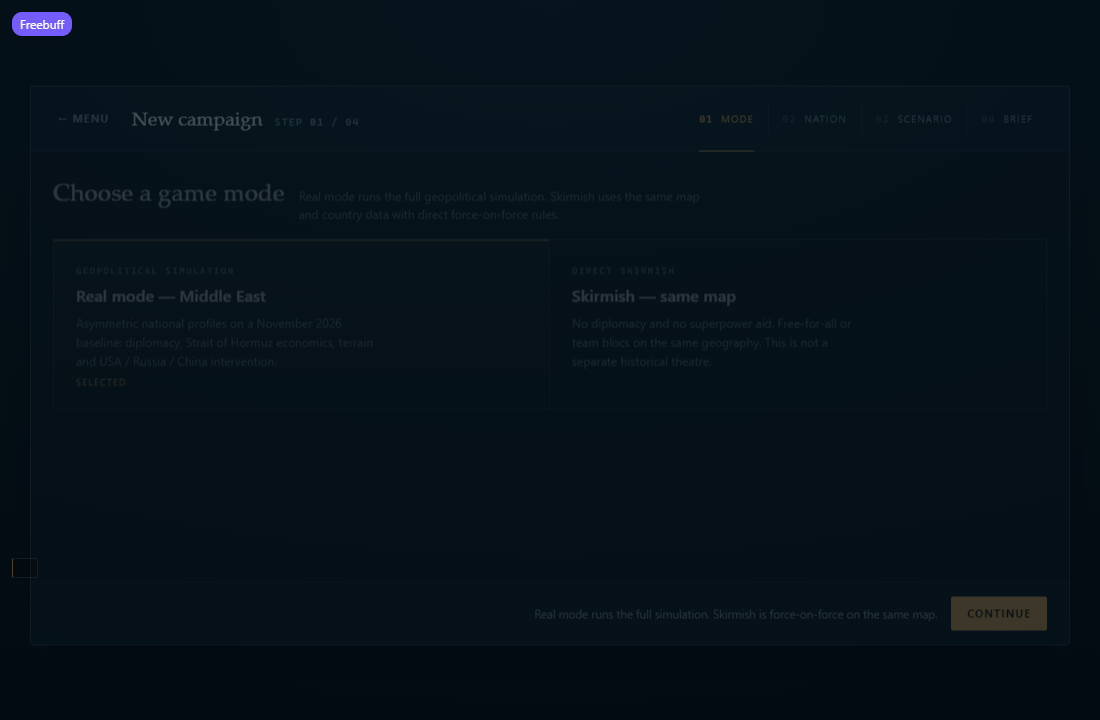 Freebuff
← MENU
New campaign STEP 01 / 04
01 MODE
02 NATION
03 SCENARIO
04 BRIEF
Choose a game mode
Real mode runs the full geopolitical simulation. Skirmish uses the same map
and country data with direct force-on-force rules.
GEOPOLITICAL SIMULATION
Real mode — Middle East
Asymmetric national profiles on a November 2026
baseline: diplomacy, Strait of Hormuz economics, terrain
and USA / Russia / China intervention.
SELECTED
DIRECT SKIRMISH
Skirmish — same map
No diplomacy and no superpower aid. Free-for-all or
team blocs on the same geography. This is not a
separate historical theatre.
Real mode runs the full simulation. Skirmish is force-on-force on the same map.
CONTINUE